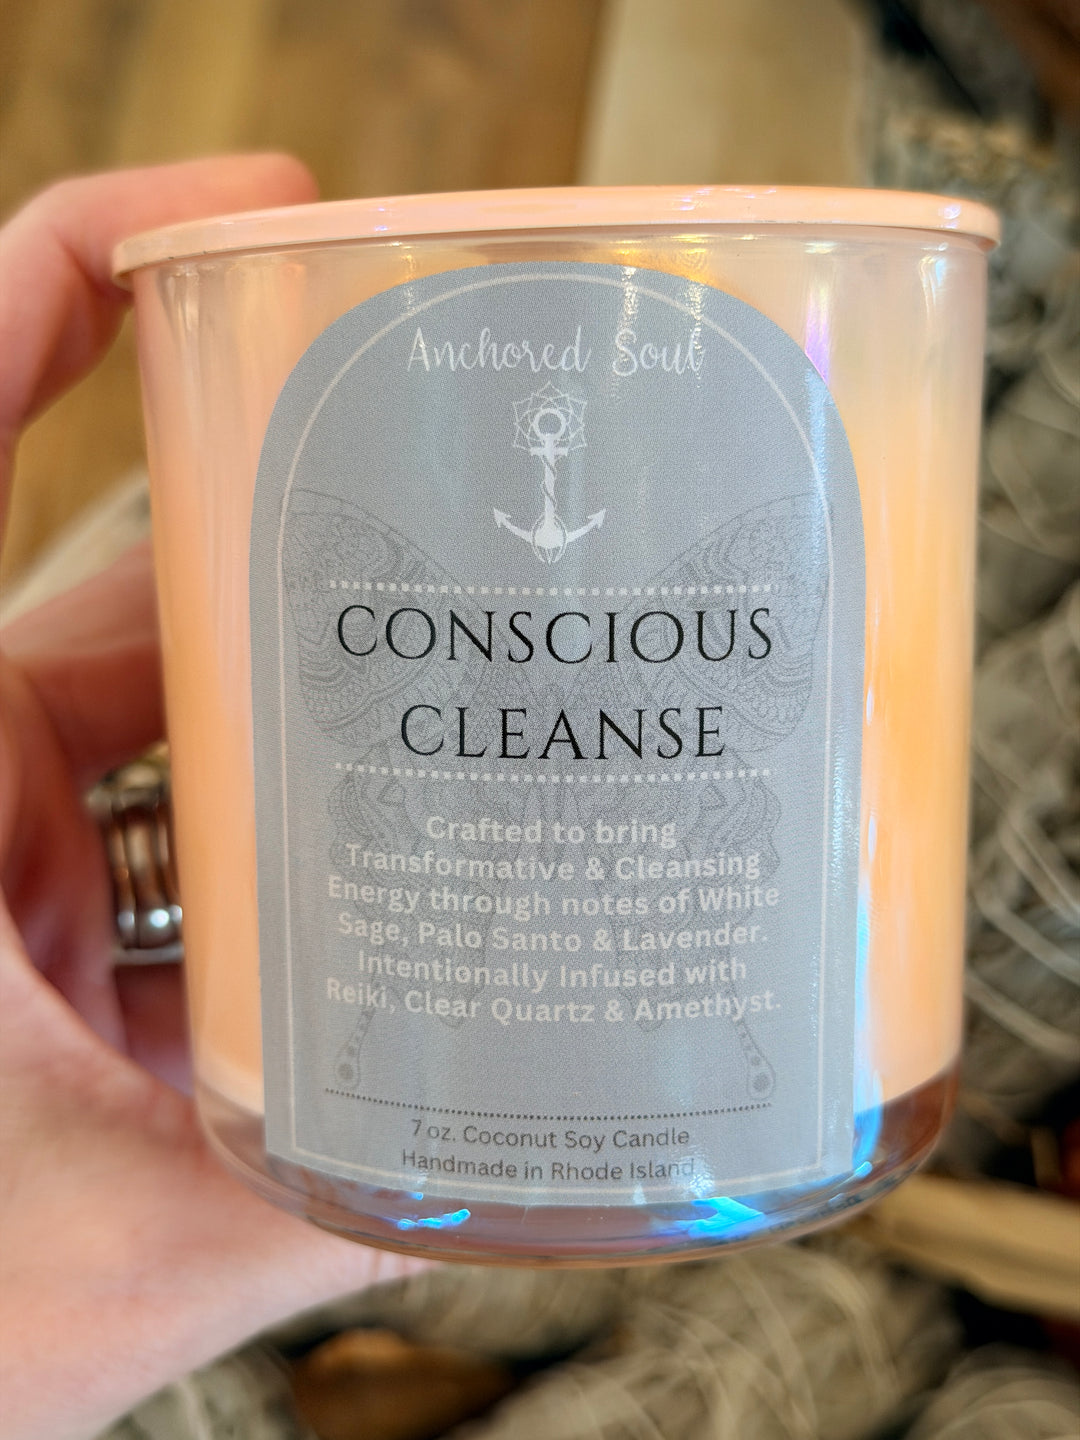 Anchored Soul
CONSCIOUS
CLEANSE
Crafted to bring
Transformative & Cleansing
Energy through notes of White
Sage, Palo Santo & Lavender.
Intentionally Infused with
Reiki, Clear Quartz & Amethyst.
7 oz. Coconut Soy Candle
Handmade in Rhode Island